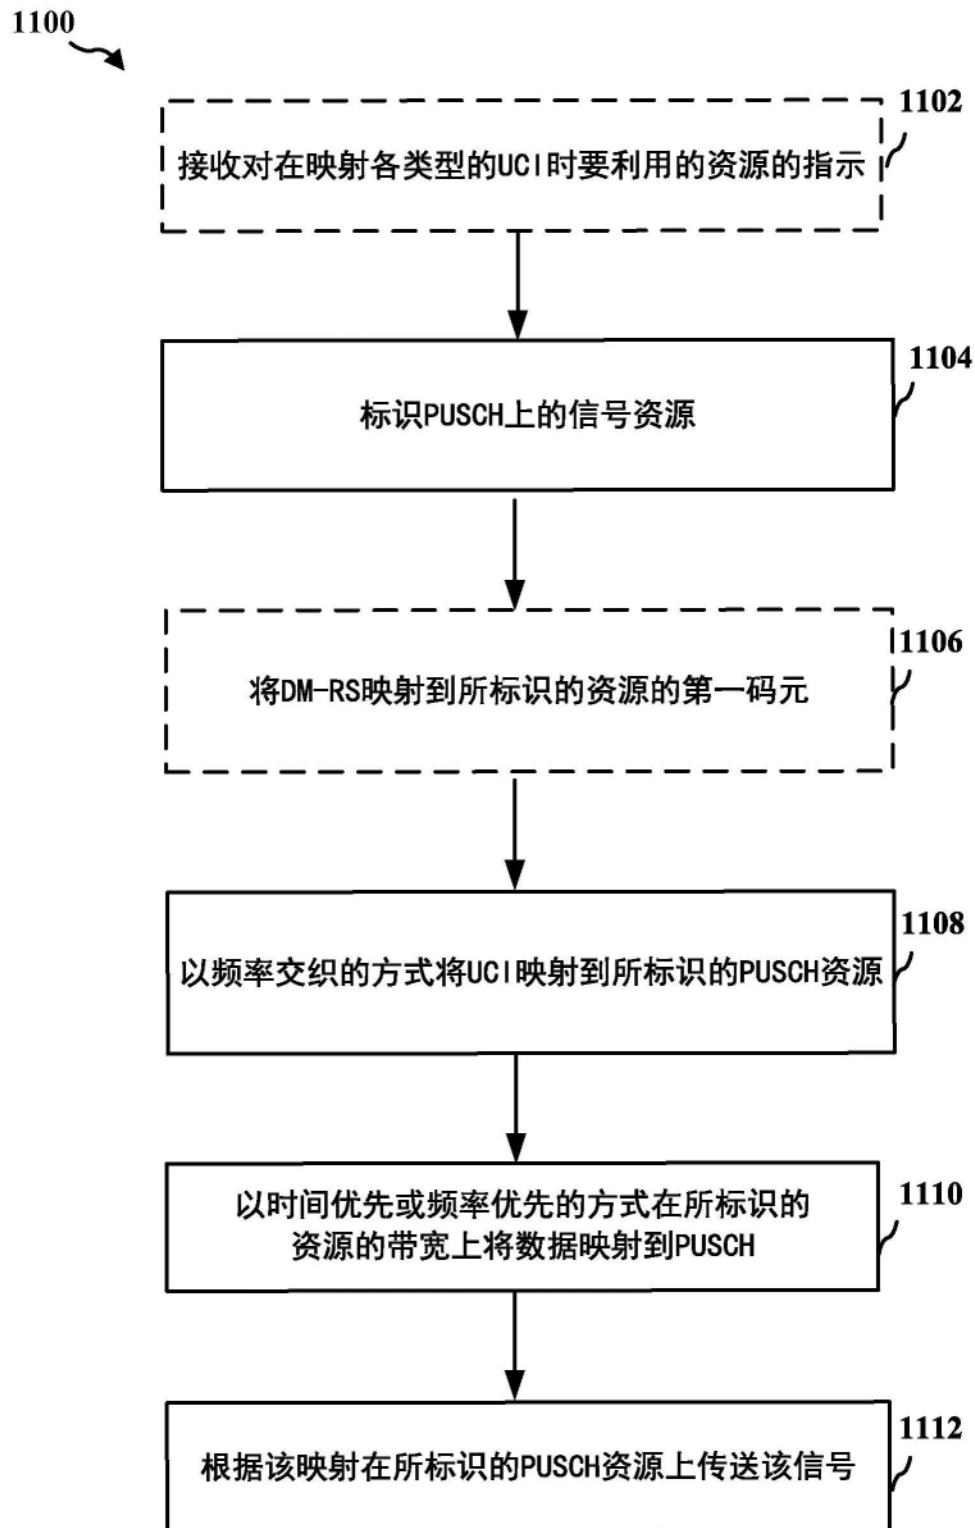 1100
1102
接收对在映射各类型的UCI时要利用的资源的指示
1104
标识PUSCH上的信号资源
1106
将DM-RS映射到所标识的资源的第一码元
1108
以频率交织的方式将UCI映射到所标识的PUSCH资源
1110
以时间优先或频率优先的方式在所标识的
资源的带宽上将数据映射到PUSCH
1112
根据该映射在所标识的PUSCH资源上传送该信号